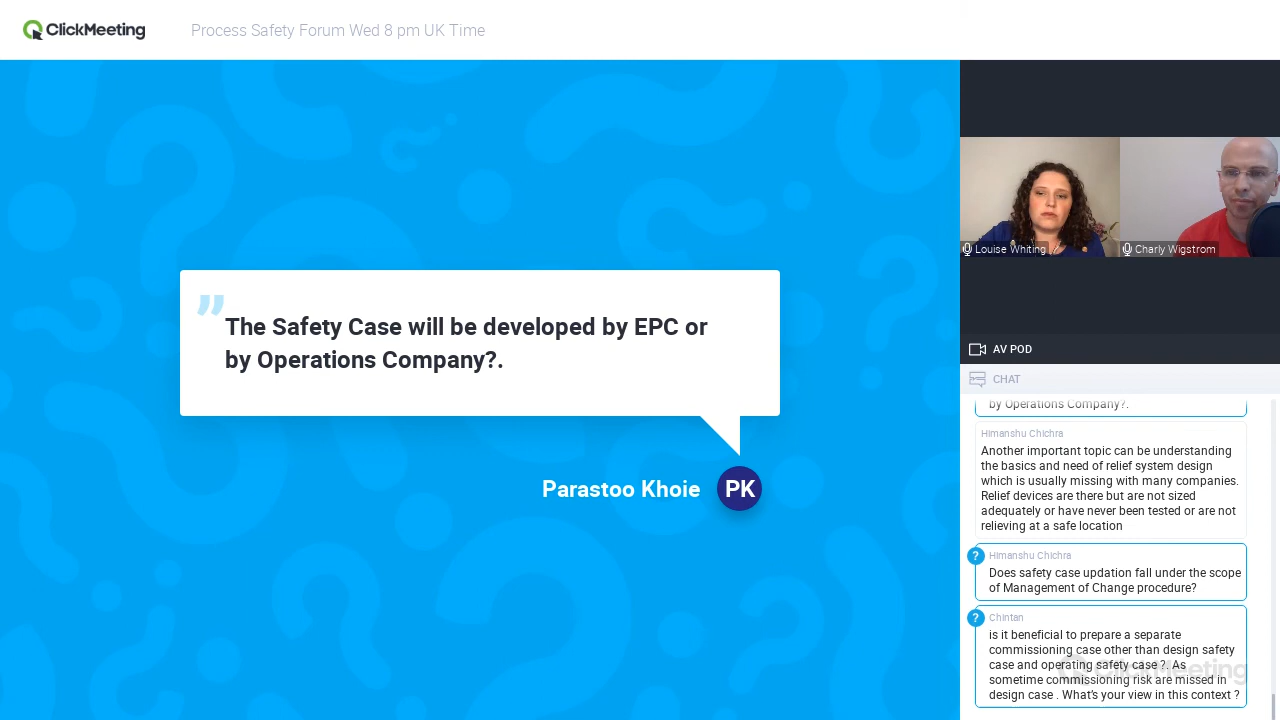 ClickMeeting
Process Safety Forum Wed 8 pm UK Time
The Safety Case will be developed by EPC or
by Operations Company?.
Parastoo Khoie
PK
Louise Whiting
Charly Wigstrom
AV POD
CHAT
by Operations Company?.
Himanshu Chichra
Another important topic can be understanding
the basics and need of relief system design
which is usually missing with many companies.
Relief devices are there but are not sized
adequately or have never been tested or are not
relieving at a safe location
?
Himanshu Chichra
Does safety case updation fall under the scope
of Management of Change procedure?
?
Chintan
is it beneficial to prepare a separate
commissioning case other than design safety
case and operating safety case ?. As
sometime commissioning risk are missed in
design case . What's your view in this context ?
ClickMeeting